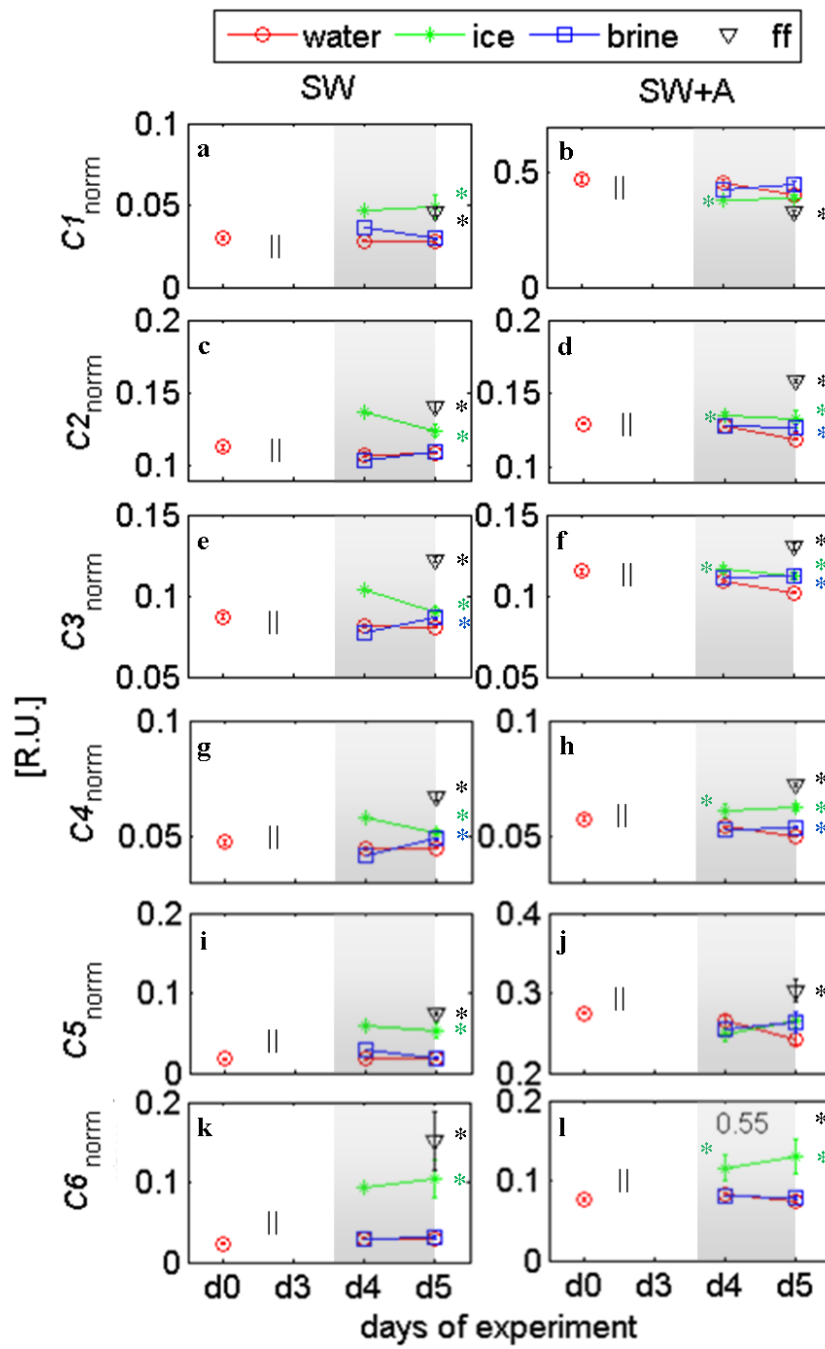 water ice brine ff
SW SW+A
a b
0.1
0.05
0
C1norm
0.5
0
c d
0.2
0.15
0.1
C2norm
0.2
0.15
0.1
e f
0.15
0.1
0.05
C3norm
0.15
0.1
0.05
[R.U.]
g h
0.1
0.05
C4norm
0.1
0.05
i j
0.2
0.1
0
C5norm
0.4
0.3
0.2
k l
0.2
0.1
0
C6norm
0.2
0.1
0
0.55
d0 d3 d4 d5 d0 d3 d4 d5
days of experiment